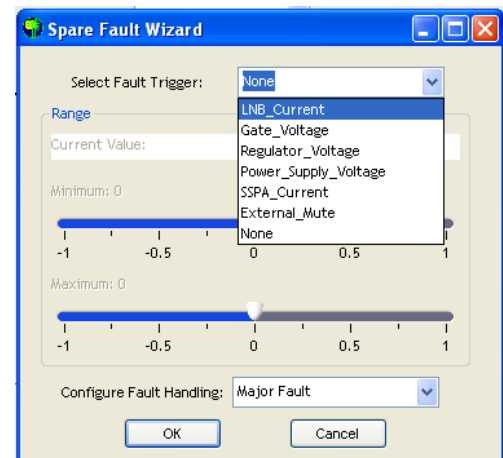 Spare Fault Wizard
Select Fault Trigger: None
LNB_Current
Gate_Voltage
Regulator_Voltage
Power_Supply_Voltage
SSPA_Current
External_Mute
None
Range
Current Value:
Minimum: 0
-1 -0.5 0 0.5 1
Maximum: 0
-1 -0.5 0 0.5 1
Configure Fault Handling: Major Fault
OK Cancel